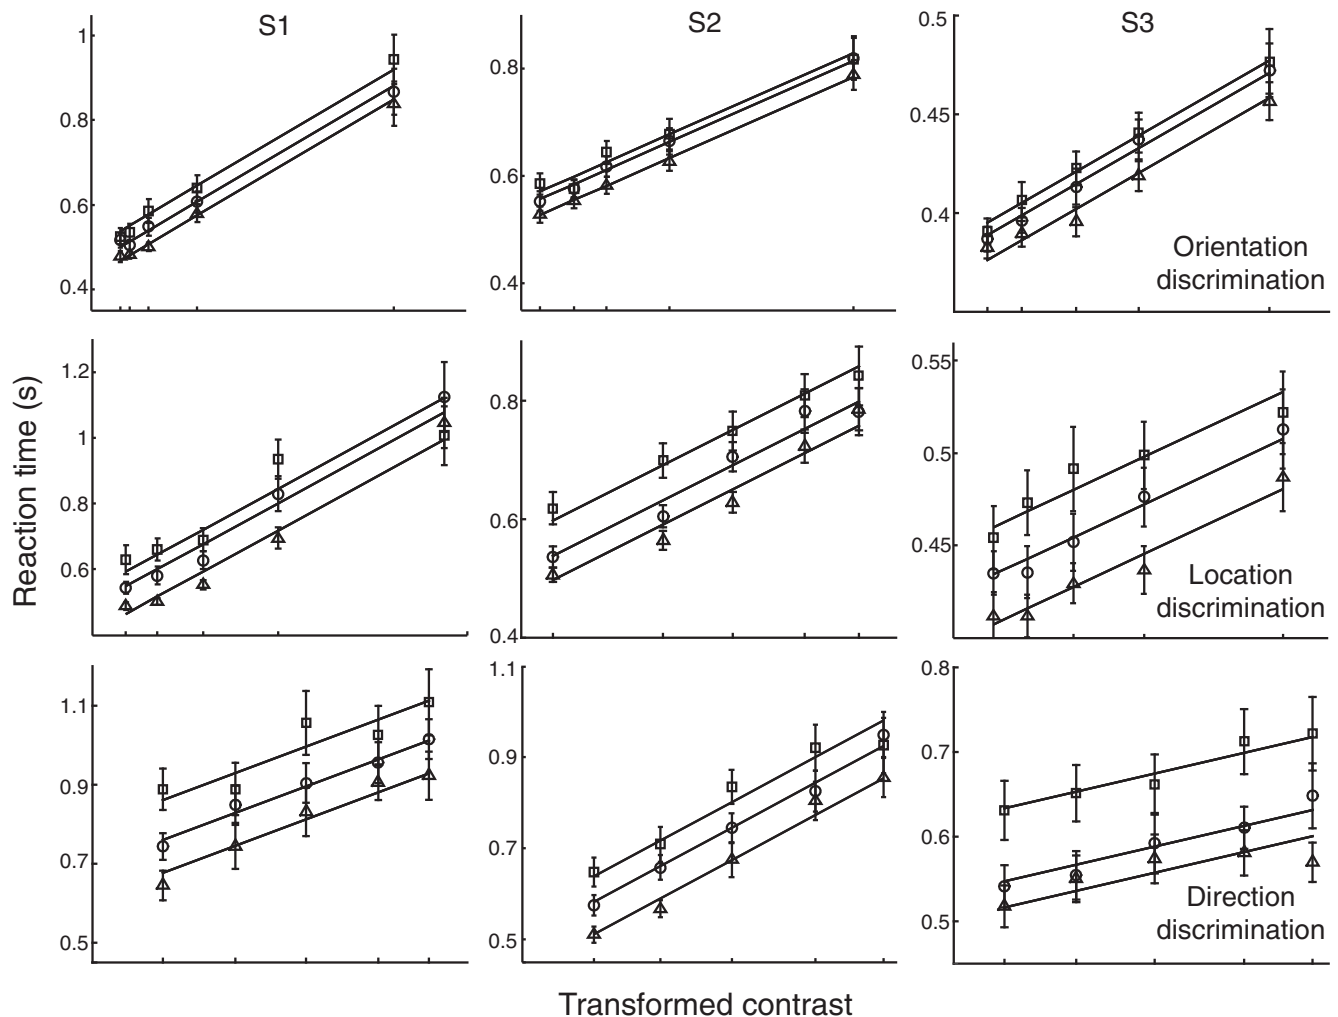 S1
S2
S3
1
0.8
0.6
0.4
0.8
0.6
0.4
0.5
0.45
0.4
Orientation
discrimination
Reaction time (s)
1.2
1
0.8
0.6
0.8
0.6
0.4
0.55
0.5
0.45
Location
discrimination
1.1
0.9
0.7
0.5
1.1
0.9
0.7
0.5
0.8
0.7
0.6
0.5
Direction
discrimination
Transformed contrast